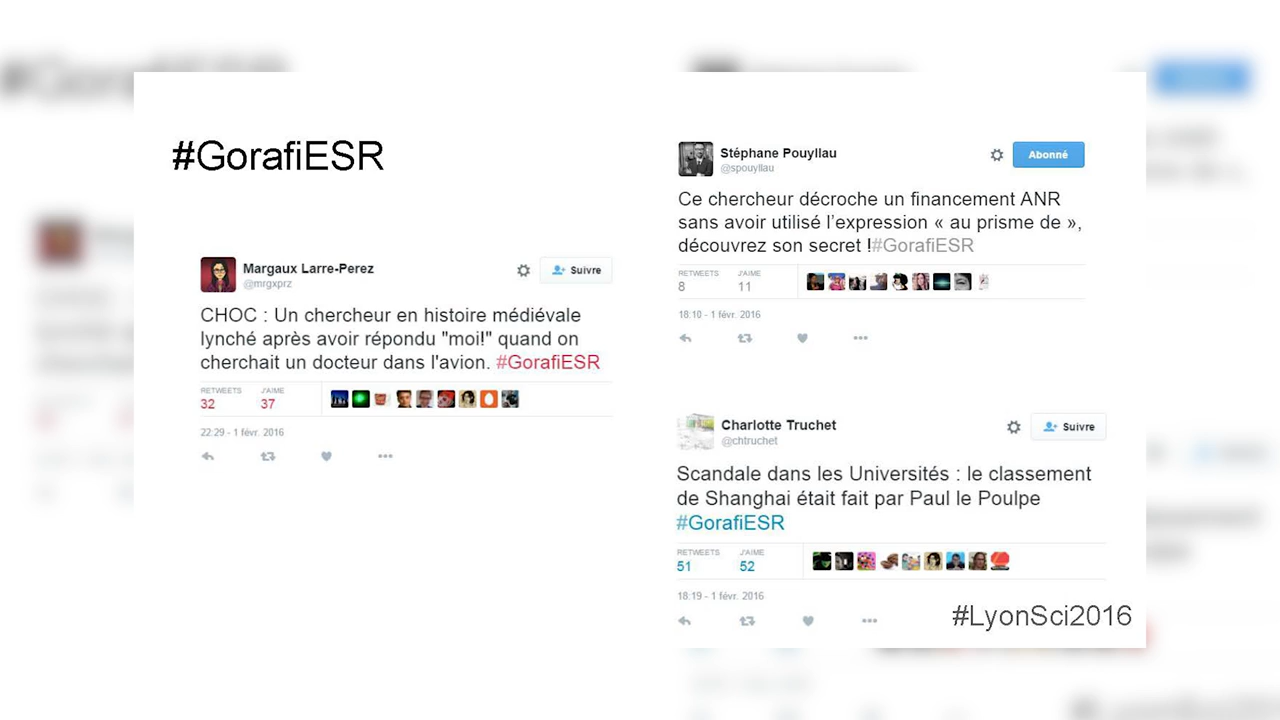 #GorafiESR
Margaux Larre-Perez
@mrgxprz
Suivre
CHOC : Un chercheur en histoire médiévale
lynché après avoir répondu "moi!" quand on
cherchait un docteur dans l'avion. #GorafiESR
RETWEETS J'AIME
32 37
22:29 - 1 févr. 2016
Stéphane Pouyllau
@spouyllau
Abonné
Ce chercheur décroche un financement ANR
sans avoir utilisé l’expression « au prisme de »,
découvrez son secret !#GorafiESR
RETWEETS J'AIME
8 11
18:10 - 1 févr. 2016
Charlotte Truchet
@chtruchet
Suivre
Scandale dans les Universités : le classement
de Shanghai était fait par Paul le Poulpe
#GorafiESR
RETWEETS J'AIME
51 52
18:19 - 1 févr. 2016
#LyonSci2016